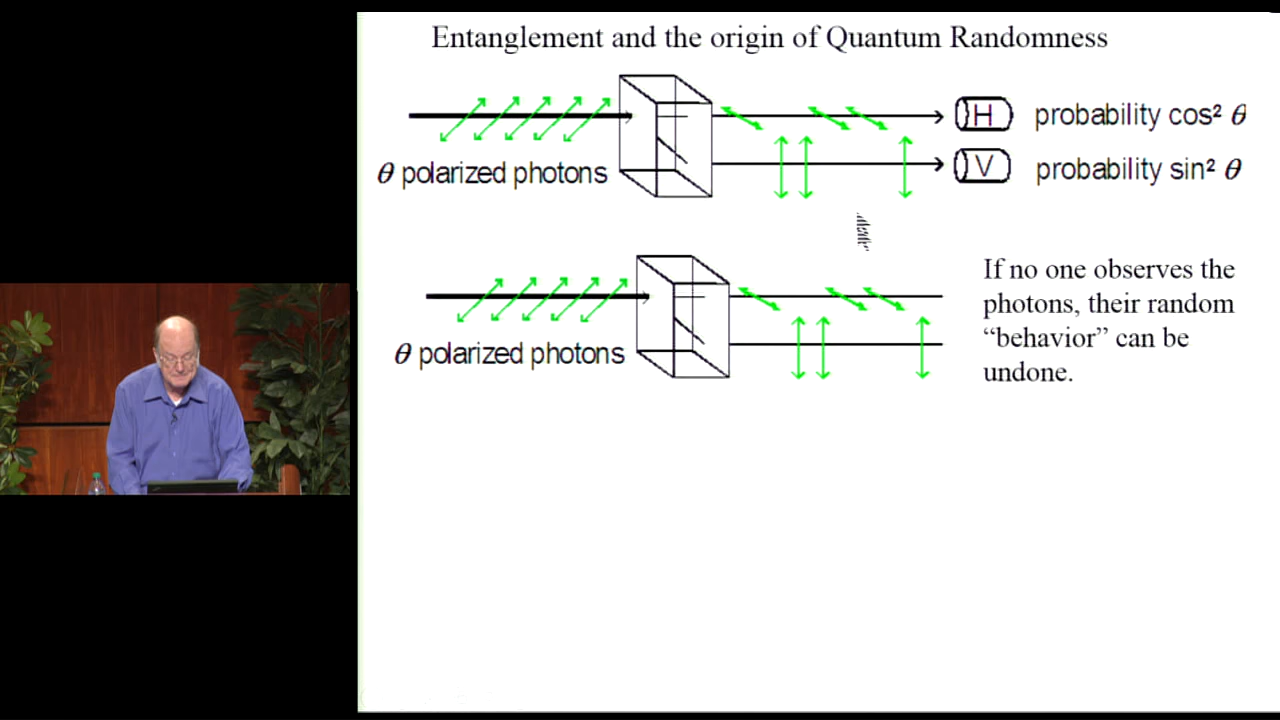 Entanglement and the origin of Quantum Randomness
H probability cos² θ
θ polarized photons
V probability sin² θ
If no one observes the
photons, their random
“behavior” can be
θ polarized photons
undone.